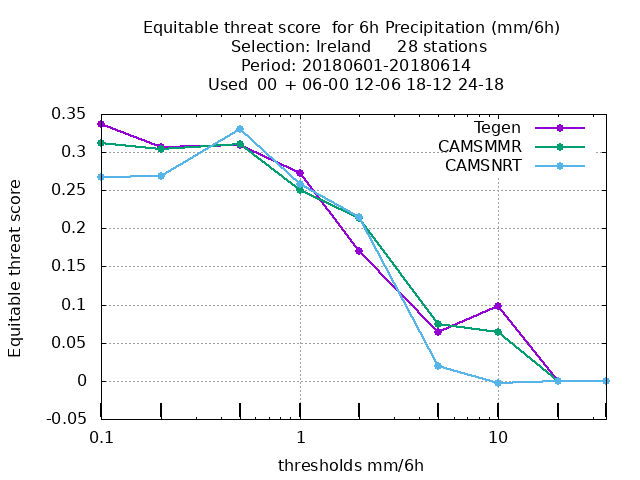 Equitable threat score  for 6h Precipitation (mm/6h)
Selection: Ireland     28 stations
Period: 20180601-20180614
Used  00  + 06-00 12-06 18-12 24-18
Tegen
CAMSMMR
CAMSNRT
Equitable threat score
0.35
0.3
0.25
0.2
0.15
0.1
0.05
0
-0.05
0.1
1
10
thresholds mm/6h